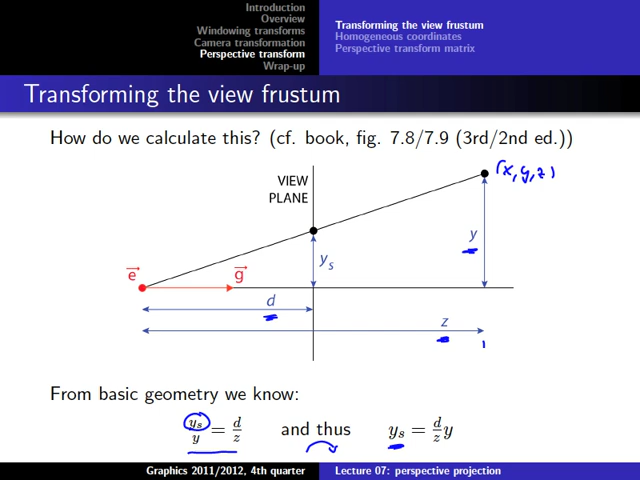 Introduction
Overview
Windowing transforms
Camera transformation
Perspective transform
Wrap-up
Transforming the view frustum
Homogeneous coordinates
Perspective transform matrix
Transforming the view frustum
How do we calculate this? (cf. book, fig. 7.8/7.9 (3rd/2nd ed.))
VIEW
PLANE
(x, y, z)
y
y_s
e⃗
g⃗
d
z
From basic geometry we know:
y_s/y = d/z and thus y_s = d/z y
Graphics 2011/2012, 4th quarter
Lecture 07: perspective projection